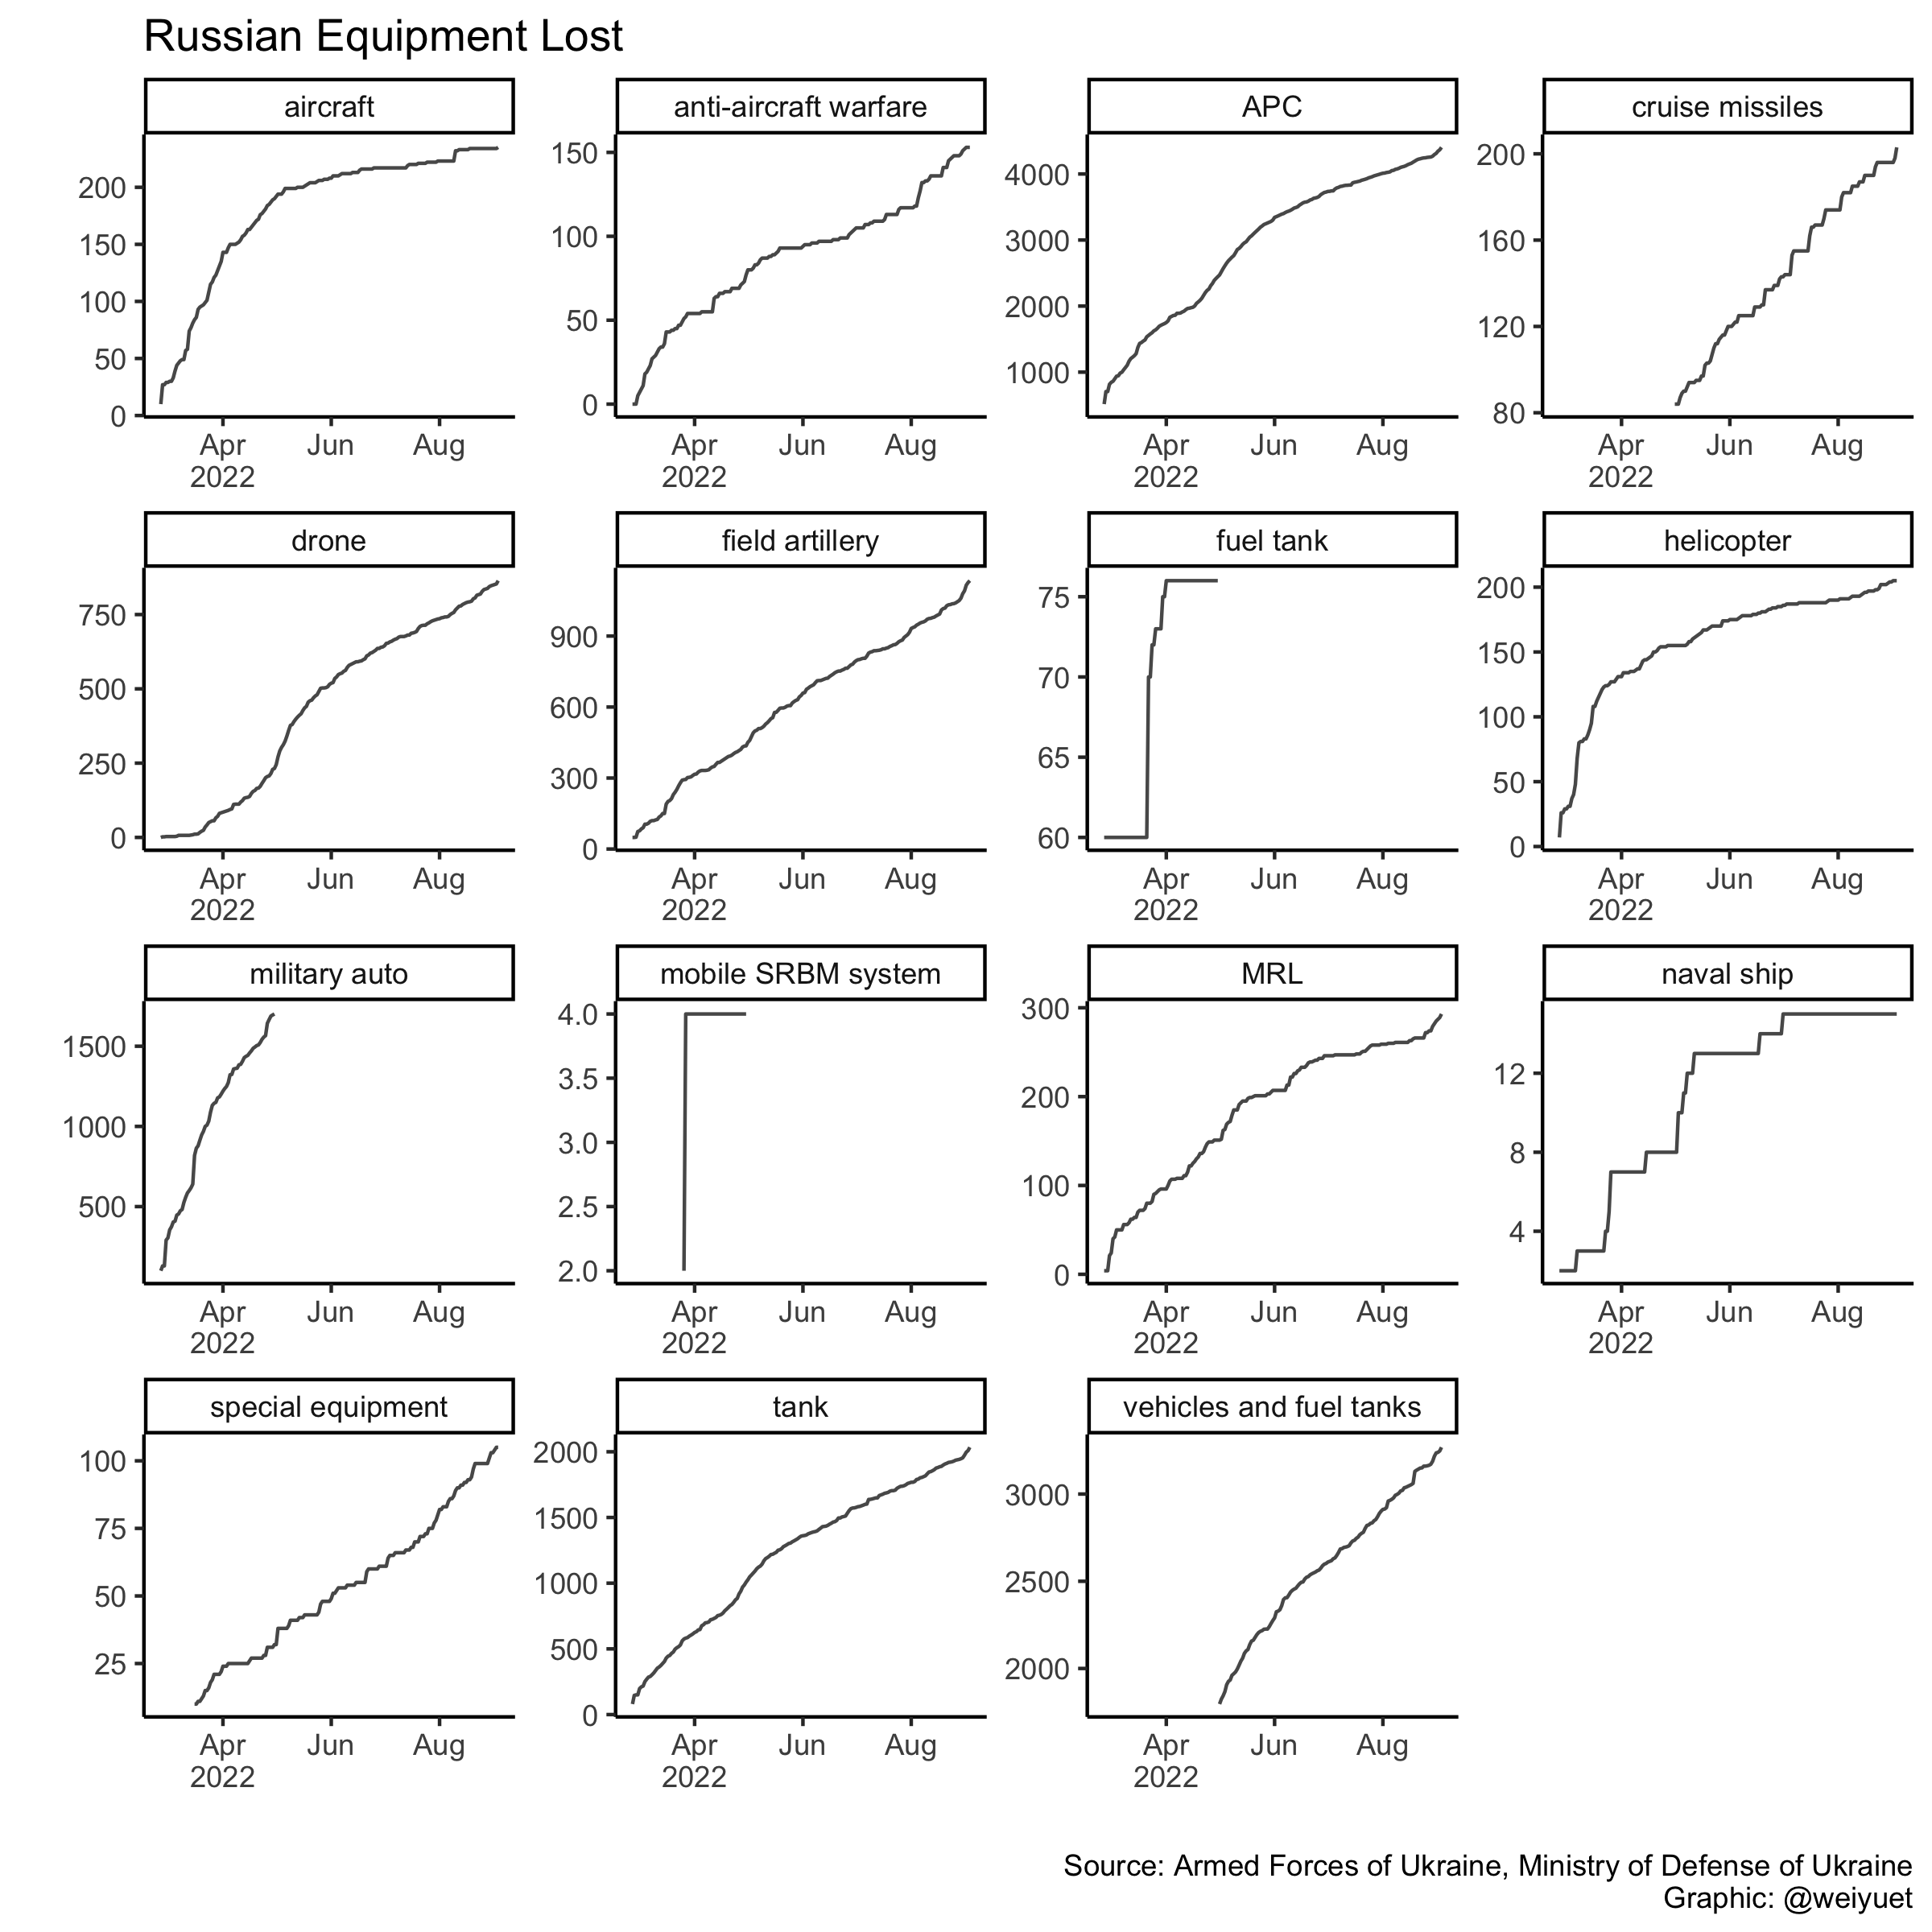 Russian Equipment Lost
aircraft
anti-aircraft warfare
APC
cruise missiles
200
150
100
50
0
Apr
2022
Jun
Aug
150
100
50
0
Apr
2022
Jun
Aug
4000
3000
2000
1000
Apr
2022
Jun
Aug
200
160
120
80
Apr
2022
Jun
Aug
drone
field artillery
fuel tank
helicopter
750
500
250
0
Apr
2022
Jun
Aug
900
600
300
0
Apr
2022
Jun
Aug
75
70
65
60
Apr
2022
Jun
Aug
200
150
100
50
0
Apr
2022
Jun
Aug
military auto
mobile SRBM system
MRL
naval ship
1500
1000
500
Apr
2022
Jun
Aug
4.0
3.5
3.0
2.5
2.0
Apr
2022
Jun
Aug
300
200
100
0
Apr
2022
Jun
Aug
12
8
4
Apr
2022
Jun
Aug
special equipment
tank
vehicles and fuel tanks
100
75
50
25
Apr
2022
Jun
Aug
2000
1500
1000
500
0
Apr
2022
Jun
Aug
3000
2500
2000
Apr
2022
Jun
Aug
Source: Armed Forces of Ukraine, Ministry of Defense of Ukraine
Graphic: @weiyuet